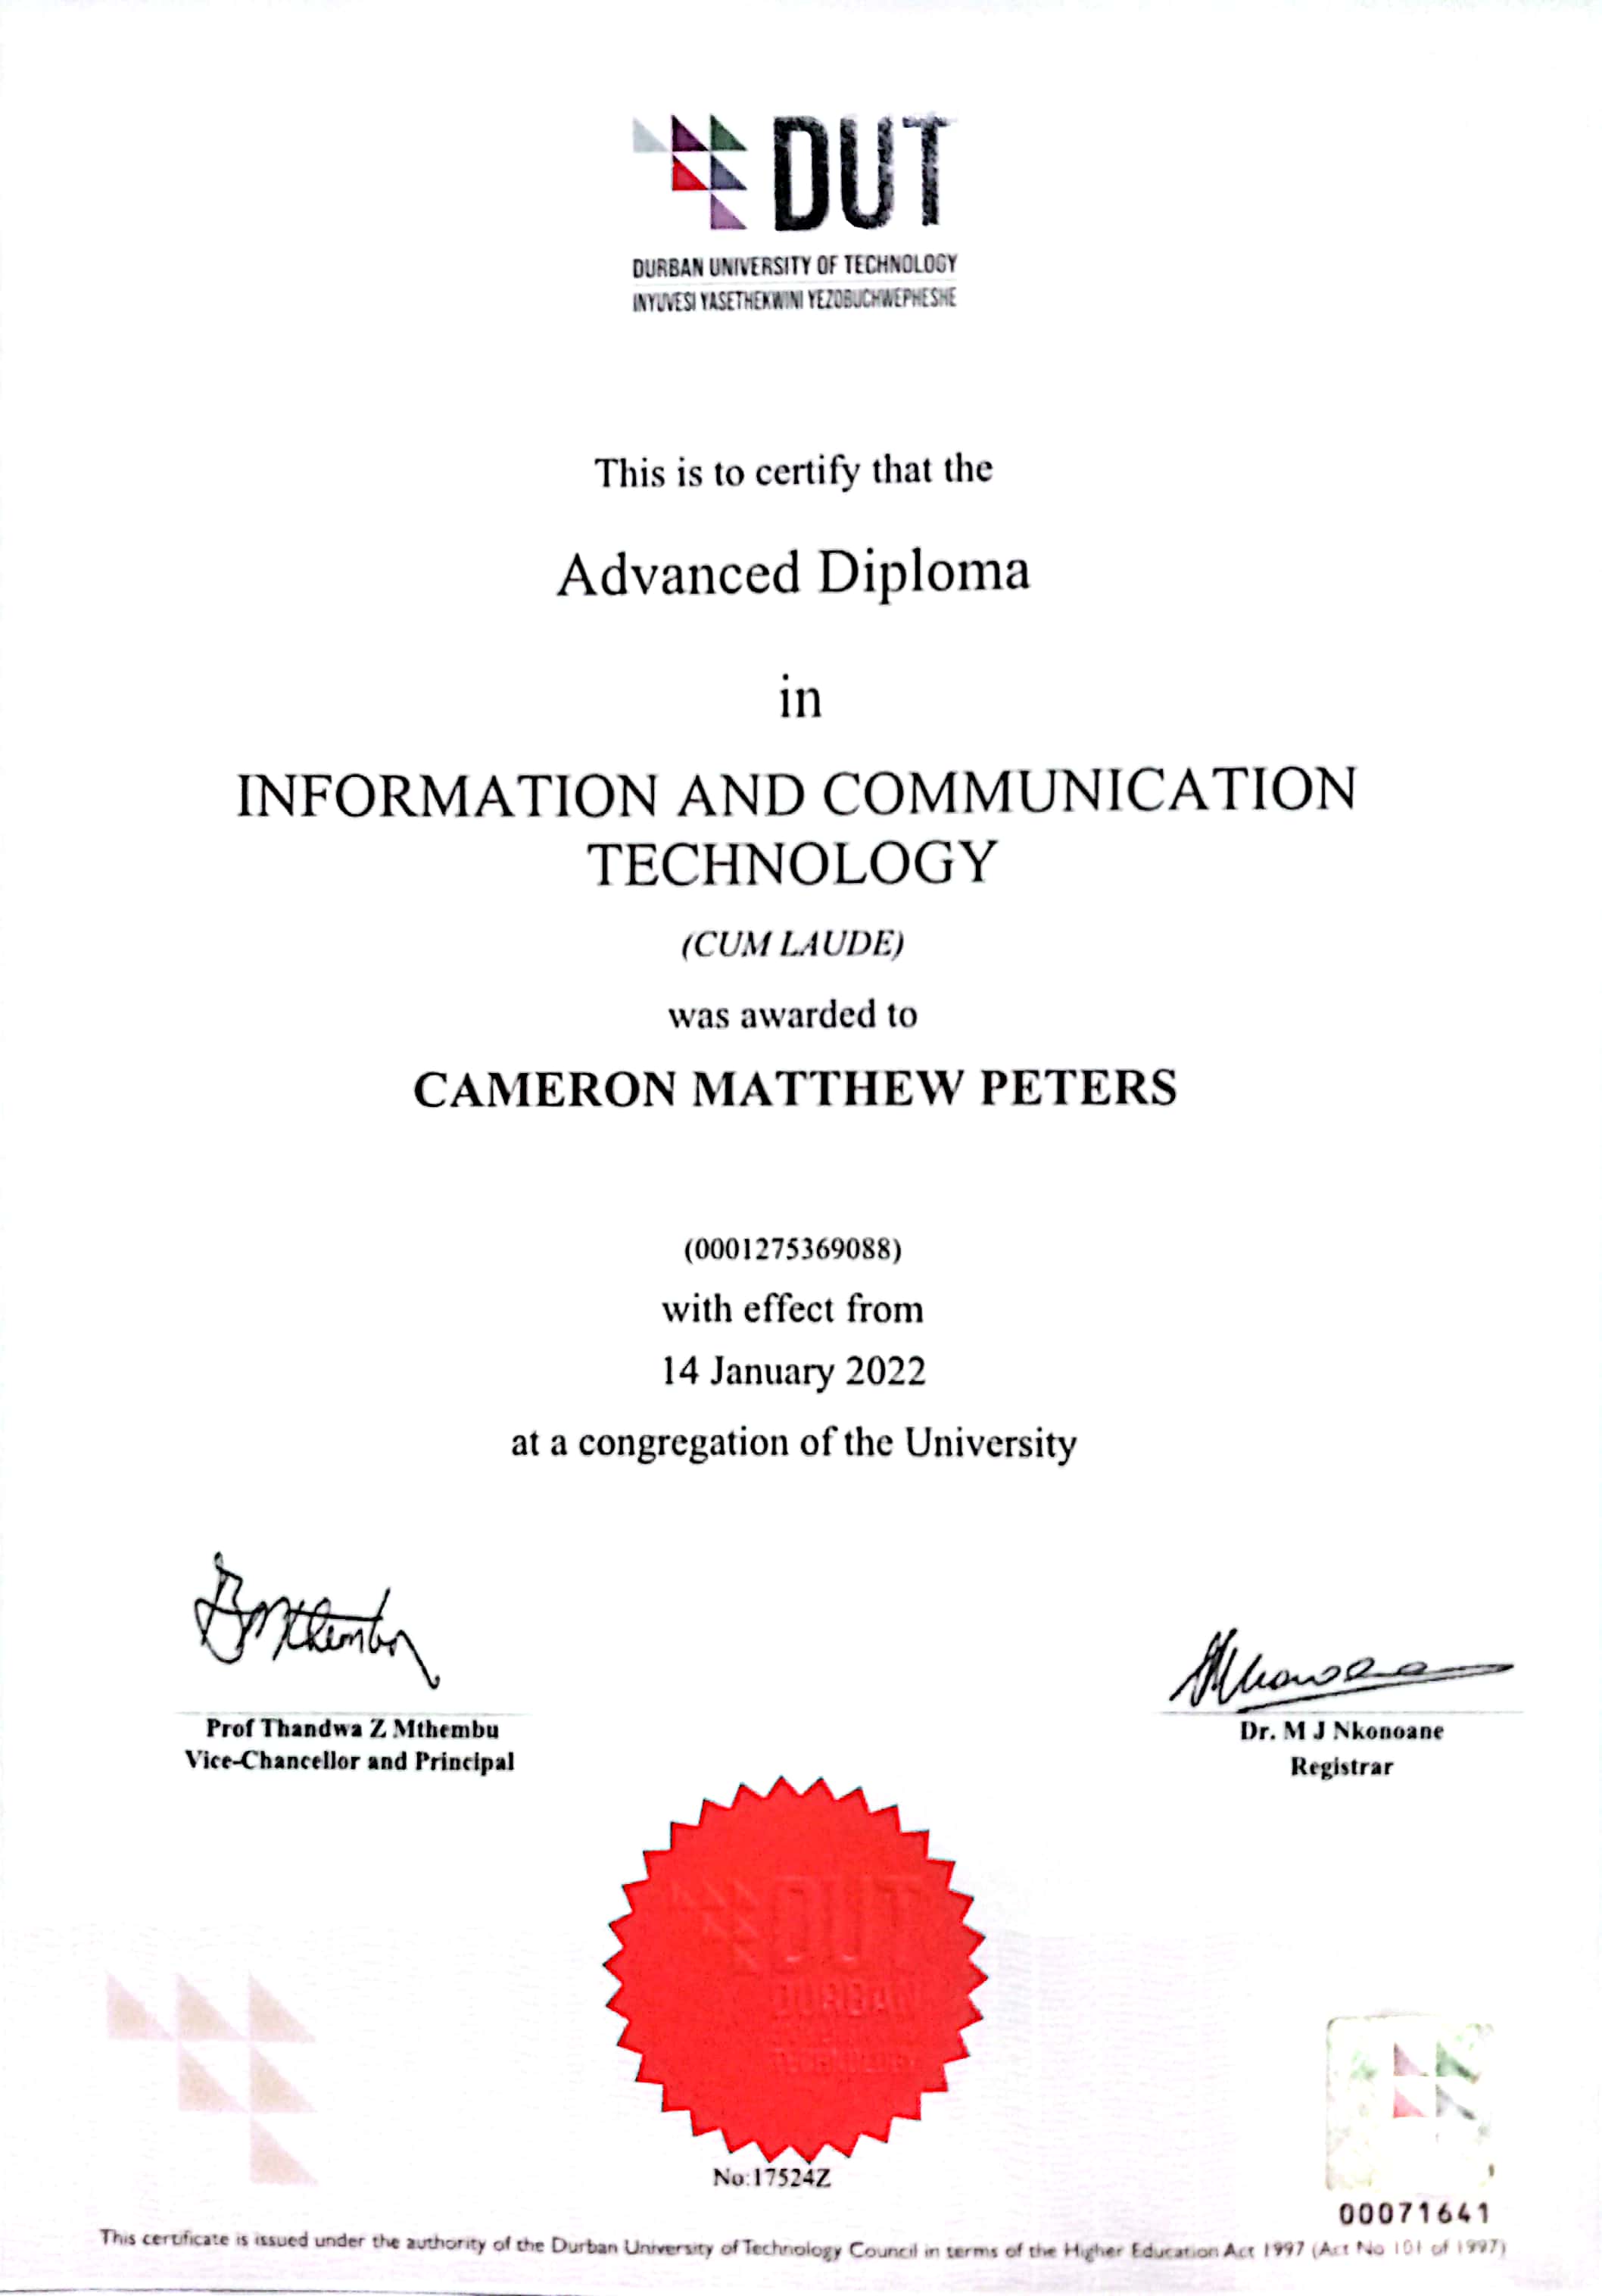 DUT
DURBAN UNIVERSITY OF TECHNOLOGY
INYUVESI YASETHEKWINI YEZOBUCHWEPHESHE
This is to certify that the
Advanced Diploma
in
INFORMATION AND COMMUNICATION
TECHNOLOGY
(CUM LAUDE)
was awarded to
CAMERON MATTHEW PETERS
(0001275369088)
with effect from
14 January 2022
at a congregation of the University
Prof Thandwa Z Mthembu
Vice-Chancellor and Principal
Dr. M J Nkonoane
Registrar
DUT
DURBAN
TECHNOLOGY
No:17524Z
00071641
This certificate is issued under the authority of the Durban University of Technology Council in terms of the Higher Education Act 1997 (Act No 101 of 1997)